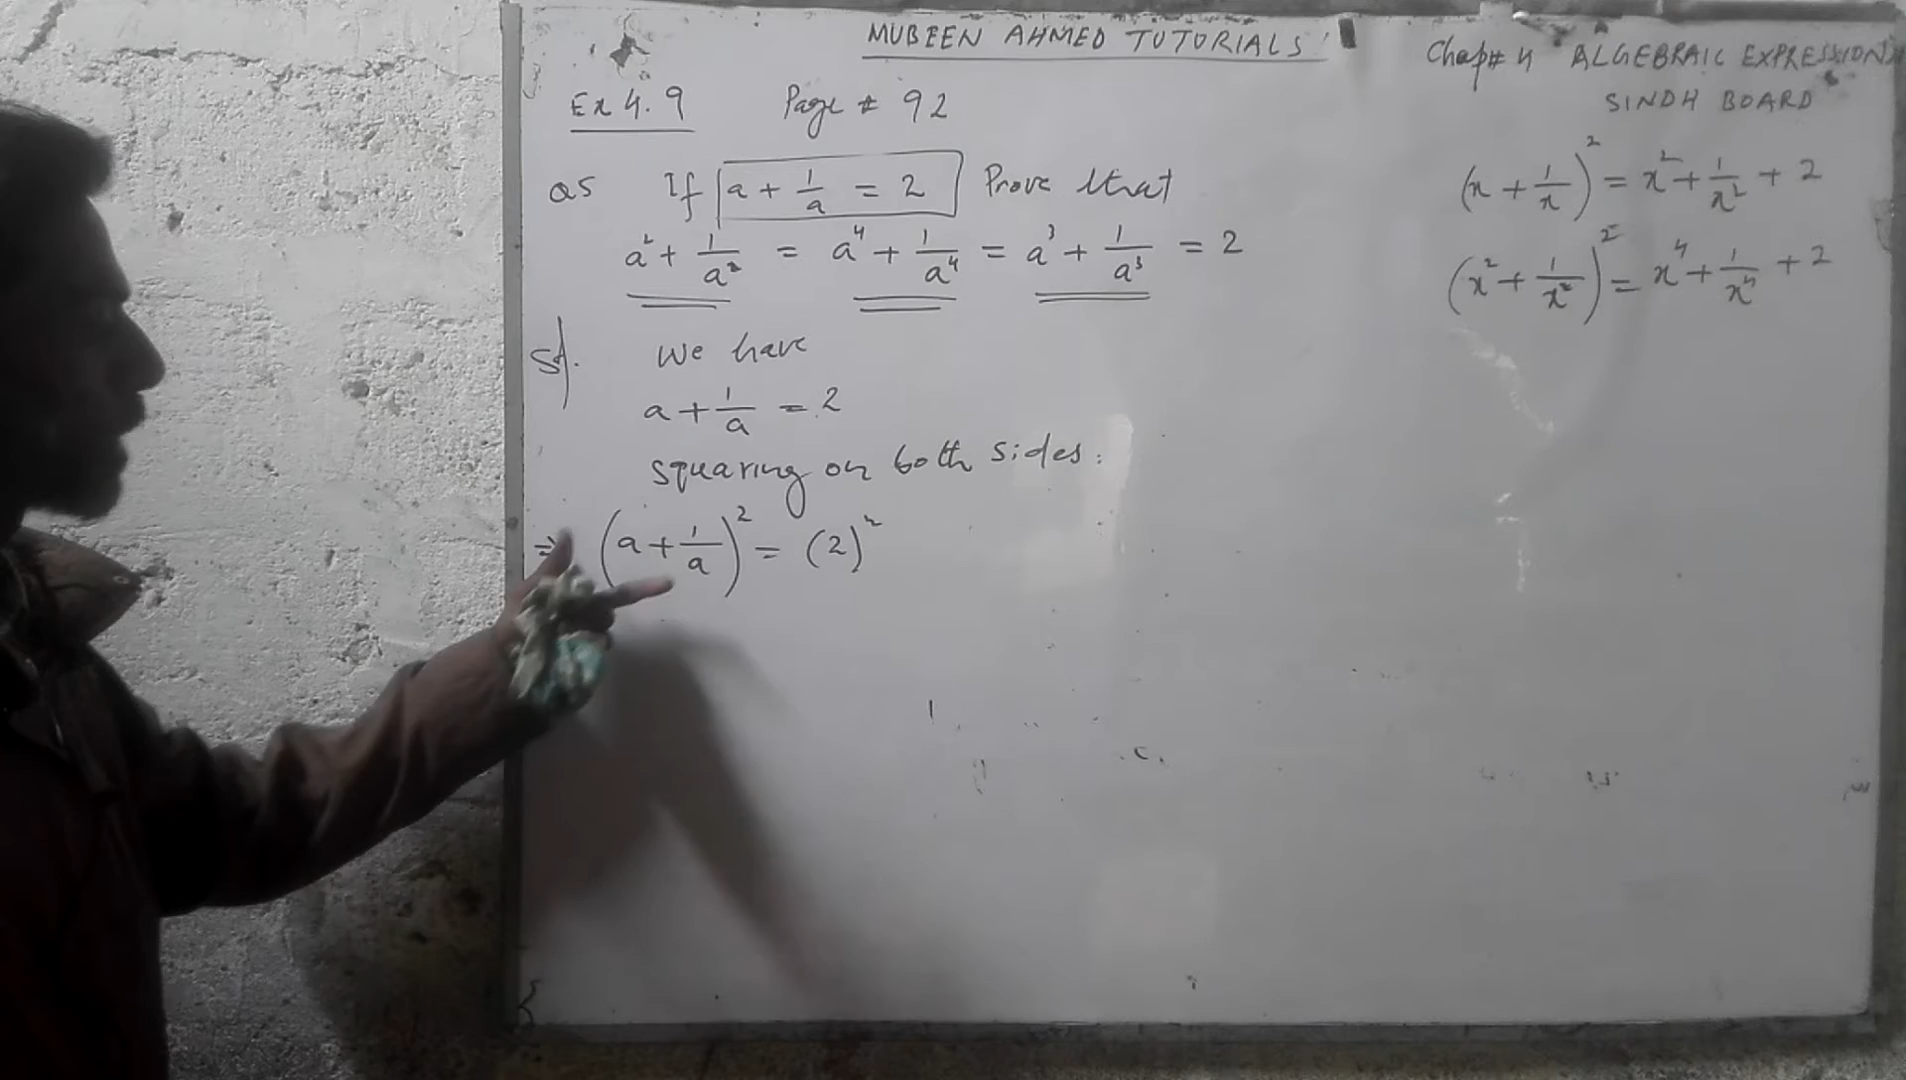 MUBEEN AHMED TUTORIALS
Chap# 4 ALGEBRAIC EXPRESSIONS
SINDH BOARD
Ex 4.9 Page # 92
Q5 If a + 1/a = 2 Prove that
a² + 1/a² = a⁴ + 1/a⁴ = a³ + 1/a³ = 2
Sol. We have
a + 1/a = 2
Squaring on both sides.
⇒ (a + 1/a)² = (2)²
(x + 1/x)² = x² + 1/x² + 2
(x² + 1/x²)² = x⁴ + 1/x⁴ + 2